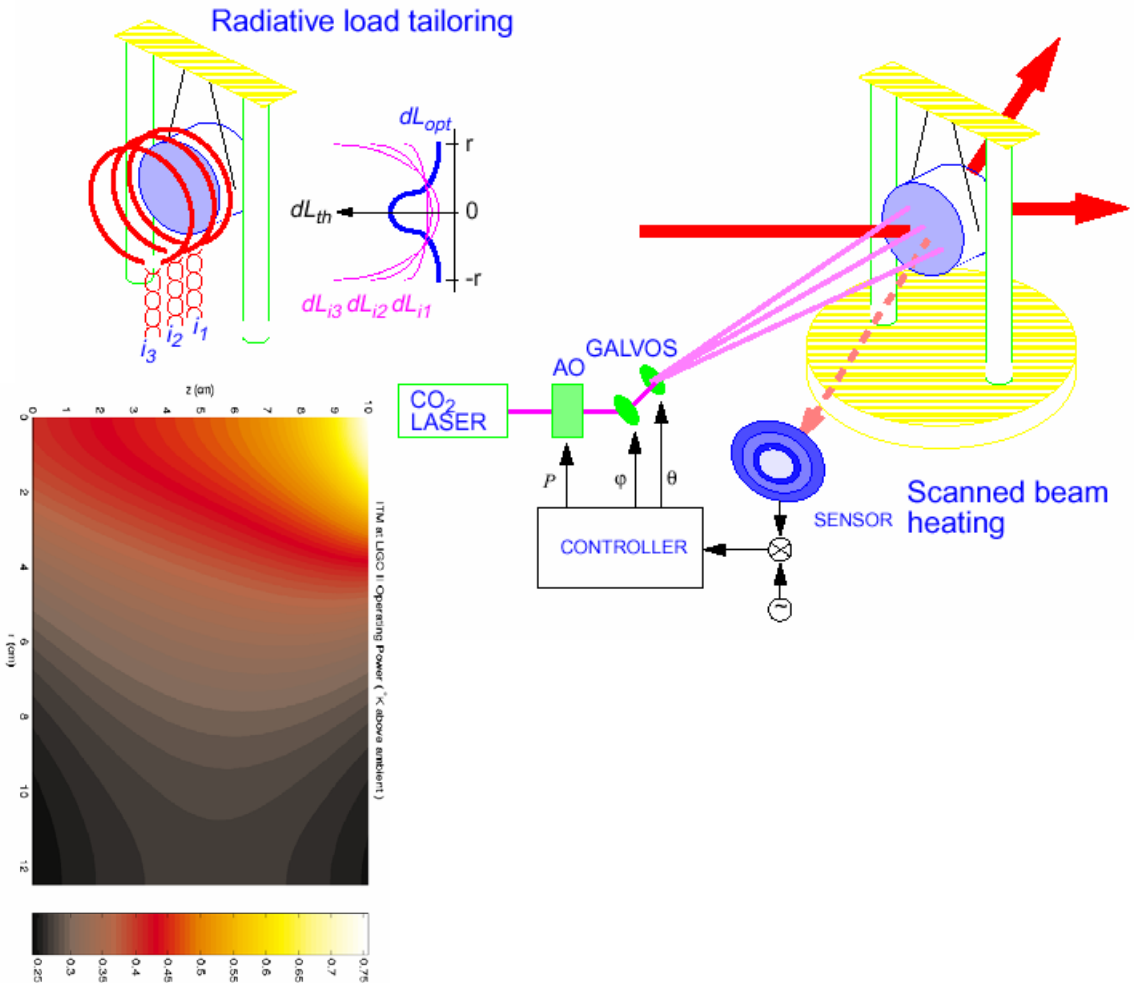 Radiative load tailoring
dLopt
r
dLth
0
-r
dLi3 dLi2 dLi1
i3 i2 i1
GALVOS
AO
CO2
LASER
P
φ
θ
CONTROLLER
SENSOR
~
Scanned beam
heating
z (cm)
0 1 2 3 4 5 6 7 8 9 10
0
2
4
6
8
10
12
r (cm)
ITM at LIGO II Operating Power (°K above ambient)
0.25 0.3 0.35 0.4 0.45 0.5 0.55 0.6 0.65 0.7 0.75